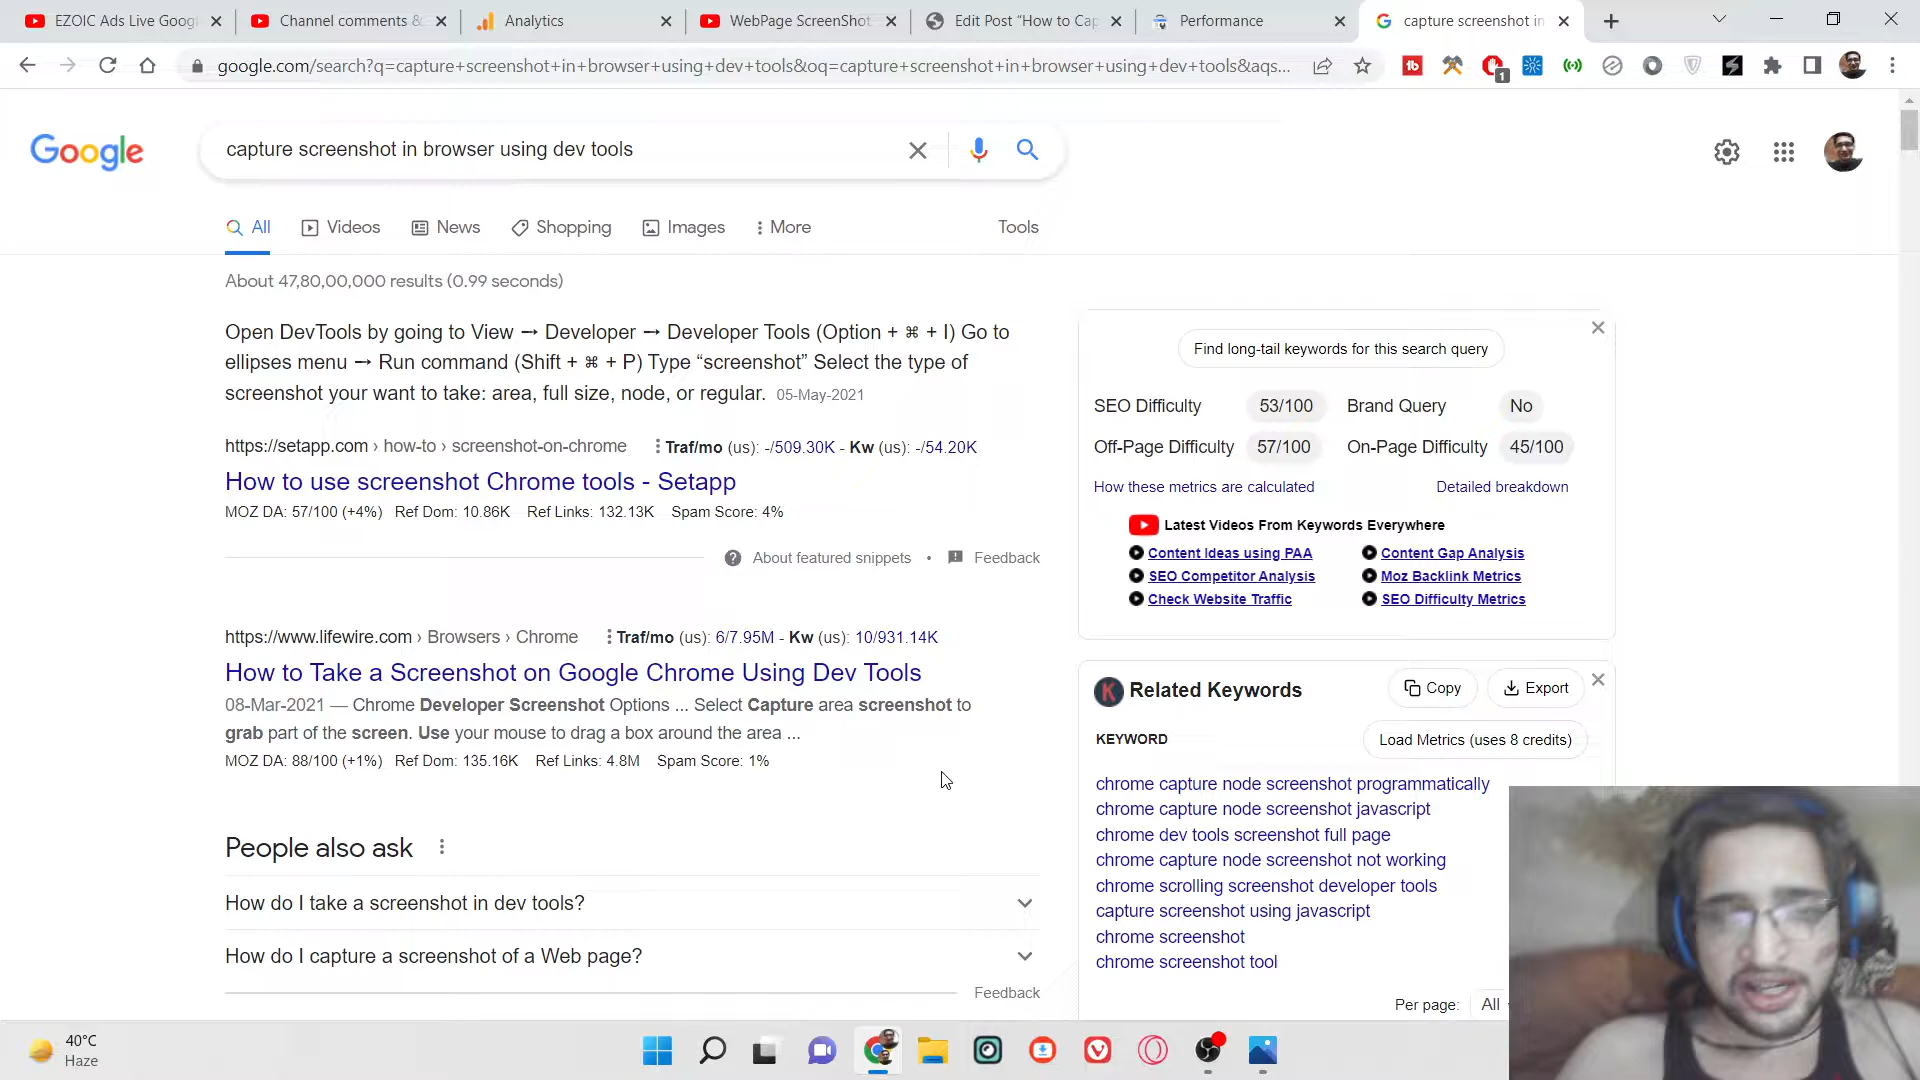 EZOIC Ads Live Googl
Channel comments &
Analytics
WebPage ScreenShot
Edit Post “How to Cap
Performance
capture screenshot in
google.com/search?q=capture+screenshot+in+browser+using+dev+tools&oq=capture+screenshot+in+browser+using+dev+tools&aqs...
1
Google
capture screenshot in browser using dev tools
All
Videos
News
Shopping
Images
More
Tools
About 47,80,00,000 results (0.99 seconds)
Open DevTools by going to View → Developer → Developer Tools (Option + ⌘ + I) Go to
ellipses menu → Run command (Shift + ⌘ + P) Type “screenshot” Select the type of
screenshot your want to take: area, full size, node, or regular. 05-May-2021
https://setapp.com › how-to › screenshot-on-chrome
Traf/mo (us): -/509.30K - Kw (us): -/54.20K
How to use screenshot Chrome tools - Setapp
MOZ DA: 57/100 (+4%) Ref Dom: 10.86K Ref Links: 132.13K Spam Score: 4%
About featured snippets • Feedback
https://www.lifewire.com › Browsers › Chrome
Traf/mo (us): 6/7.95M - Kw (us): 10/931.14K
How to Take a Screenshot on Google Chrome Using Dev Tools
08-Mar-2021 — Chrome Developer Screenshot Options ... Select Capture area screenshot to
grab part of the screen. Use your mouse to drag a box around the area ...
MOZ DA: 88/100 (+1%) Ref Dom: 135.16K Ref Links: 4.8M Spam Score: 1%
People also ask
How do I take a screenshot in dev tools?
How do I capture a screenshot of a Web page?
Feedback
Find long-tail keywords for this search query
SEO Difficulty 53/100 Brand Query No
Off-Page Difficulty 57/100 On-Page Difficulty 45/100
How these metrics are calculated
Detailed breakdown
Latest Videos From Keywords Everywhere
Content Ideas using PAA
Content Gap Analysis
SEO Competitor Analysis
Moz Backlink Metrics
Check Website Traffic
SEO Difficulty Metrics
K Related Keywords
Copy
Export
KEYWORD
Load Metrics (uses 8 credits)
chrome capture node screenshot programmatically
chrome capture node screenshot javascript
chrome dev tools screenshot full page
chrome capture node screenshot not working
chrome scrolling screenshot developer tools
capture screenshot using javascript
chrome screenshot
chrome screenshot tool
Per page: All
40°C
Haze